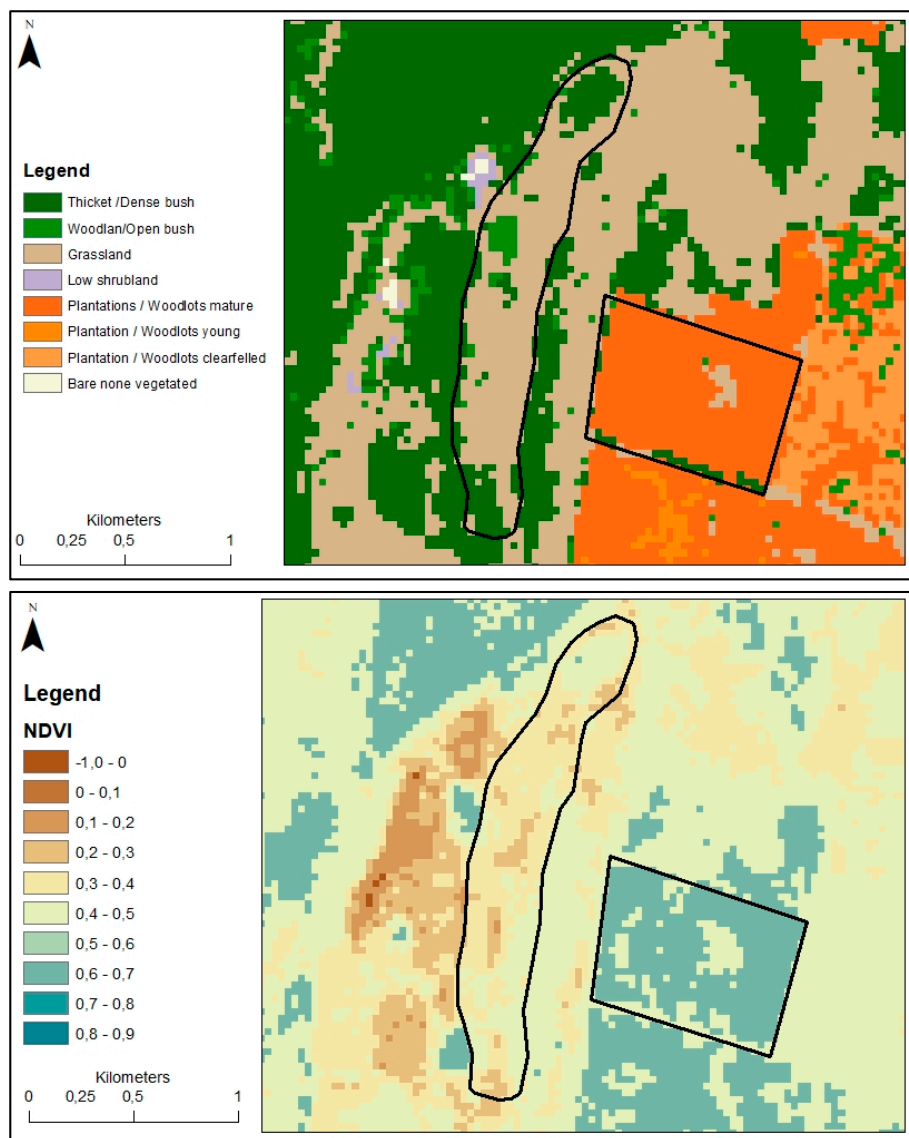 N
Legend
Thicket /Dense bush
Woodlan/Open bush
Grassland
Low shrubland
Plantations / Woodlots mature
Plantation / Woodlots young
Plantation / Woodlots clearfelled
Bare none vegetated
Kilometers
0 0,25 0,5 1
N
Legend
NDVI
-1,0 - 0
0 - 0,1
0,1 - 0,2
0,2 - 0,3
0,3 - 0,4
0,4 - 0,5
0,5 - 0,6
0,6 - 0,7
0,7 - 0,8
0,8 - 0,9
Kilometers
0 0,5 1